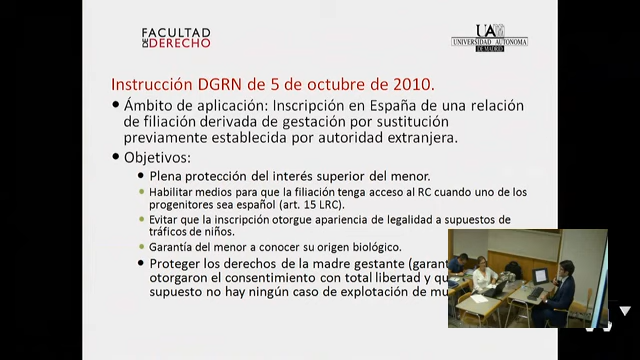 FACULTAD
DE DERECHO
UA
UNIVERSIDAD AUTONOMA
DE MADRID
Instrucción DGRN de 5 de octubre de 2010.
• Ámbito de aplicación: Inscripción en España de una relación
de filiación derivada de gestación por sustitución
previamente establecida por autoridad extranjera.
• Objetivos:
• Plena protección del interés superior del menor.
• Habilitar medios para que la filiación tenga acceso al RC cuando uno de los
progenitores sea español (art. 15 LRC).
• Evitar que la inscripción otorgue apariencia de legalidad a supuestos de
tráficos de niños.
• Garantía del menor a conocer su origen biológico.
• Proteger los derechos de la madre gestante (garant
otorgaron el consentimiento con total libertad y qu
supuesto no hay ningún caso de explotación de mu